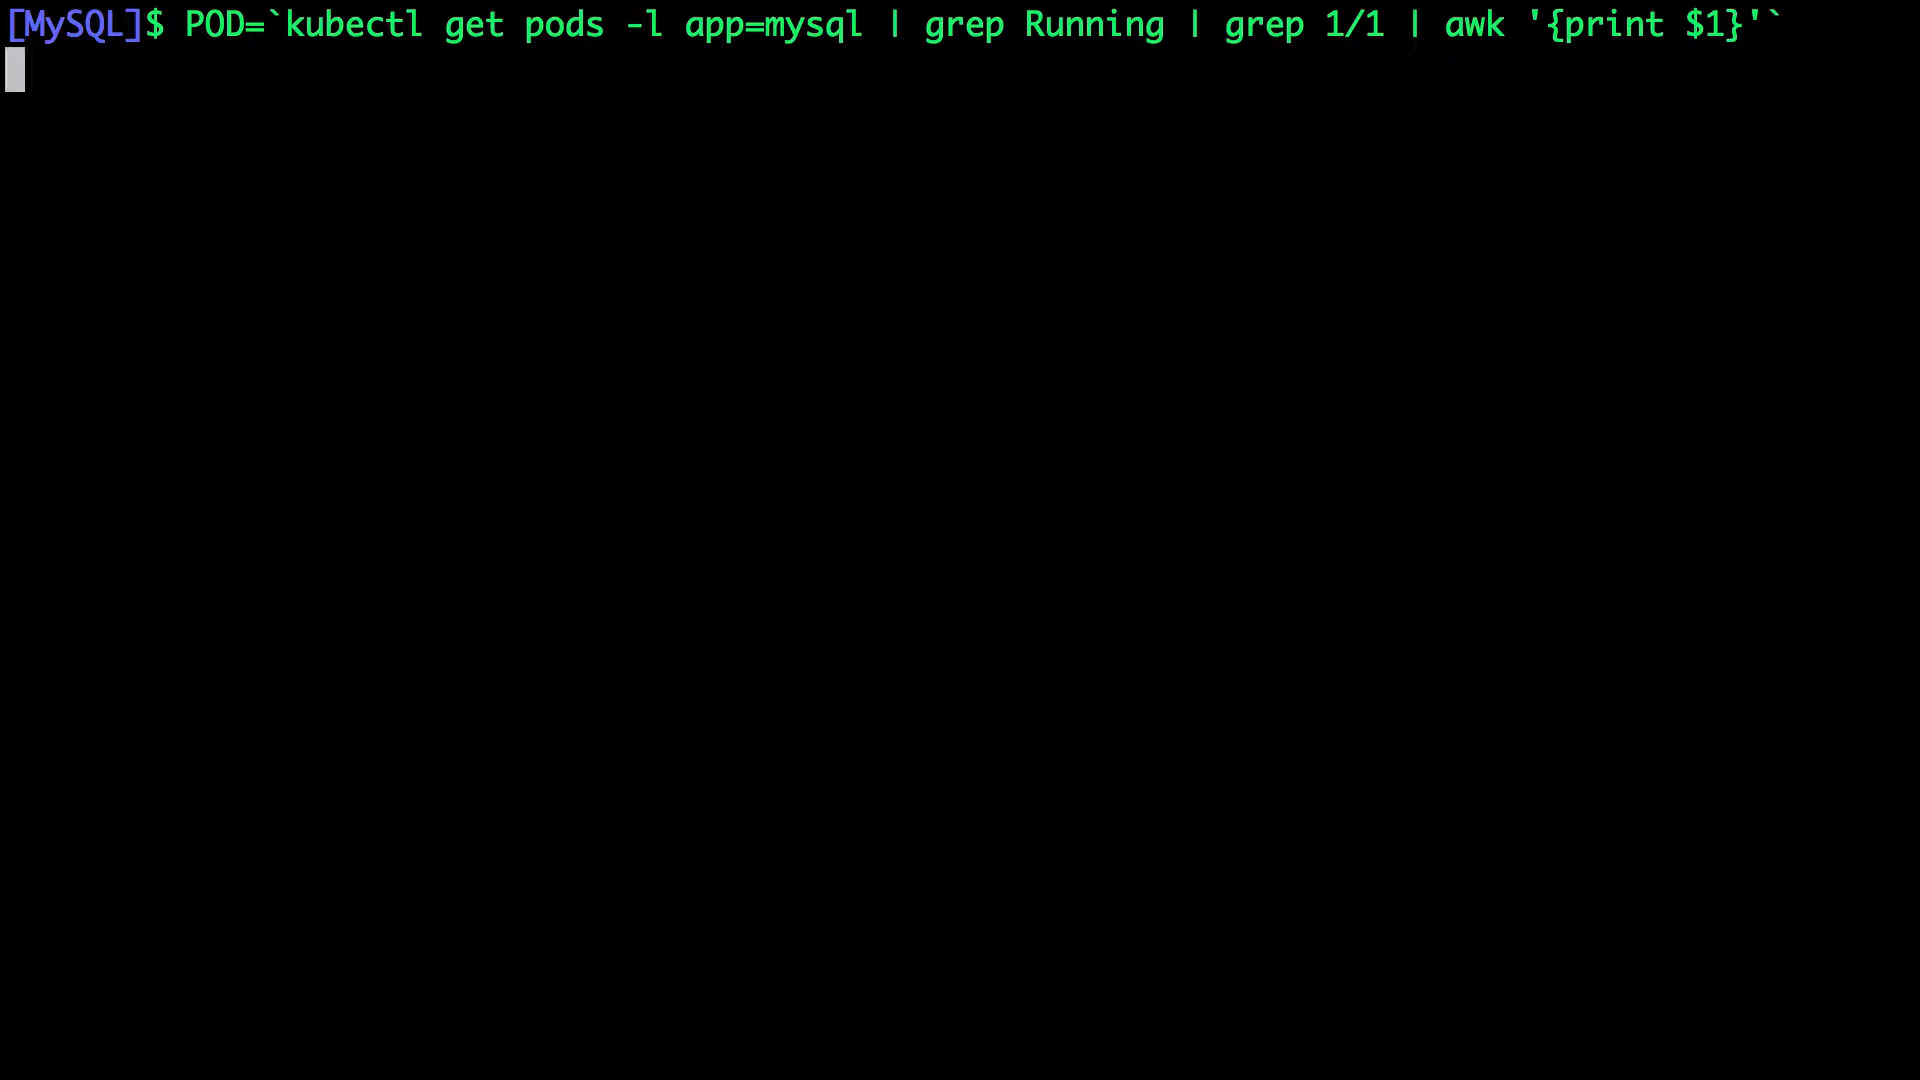 [MySQL]$ POD=`kubectl get pods -l app=mysql | grep Running | grep 1/1 | awk '{print $1}'`